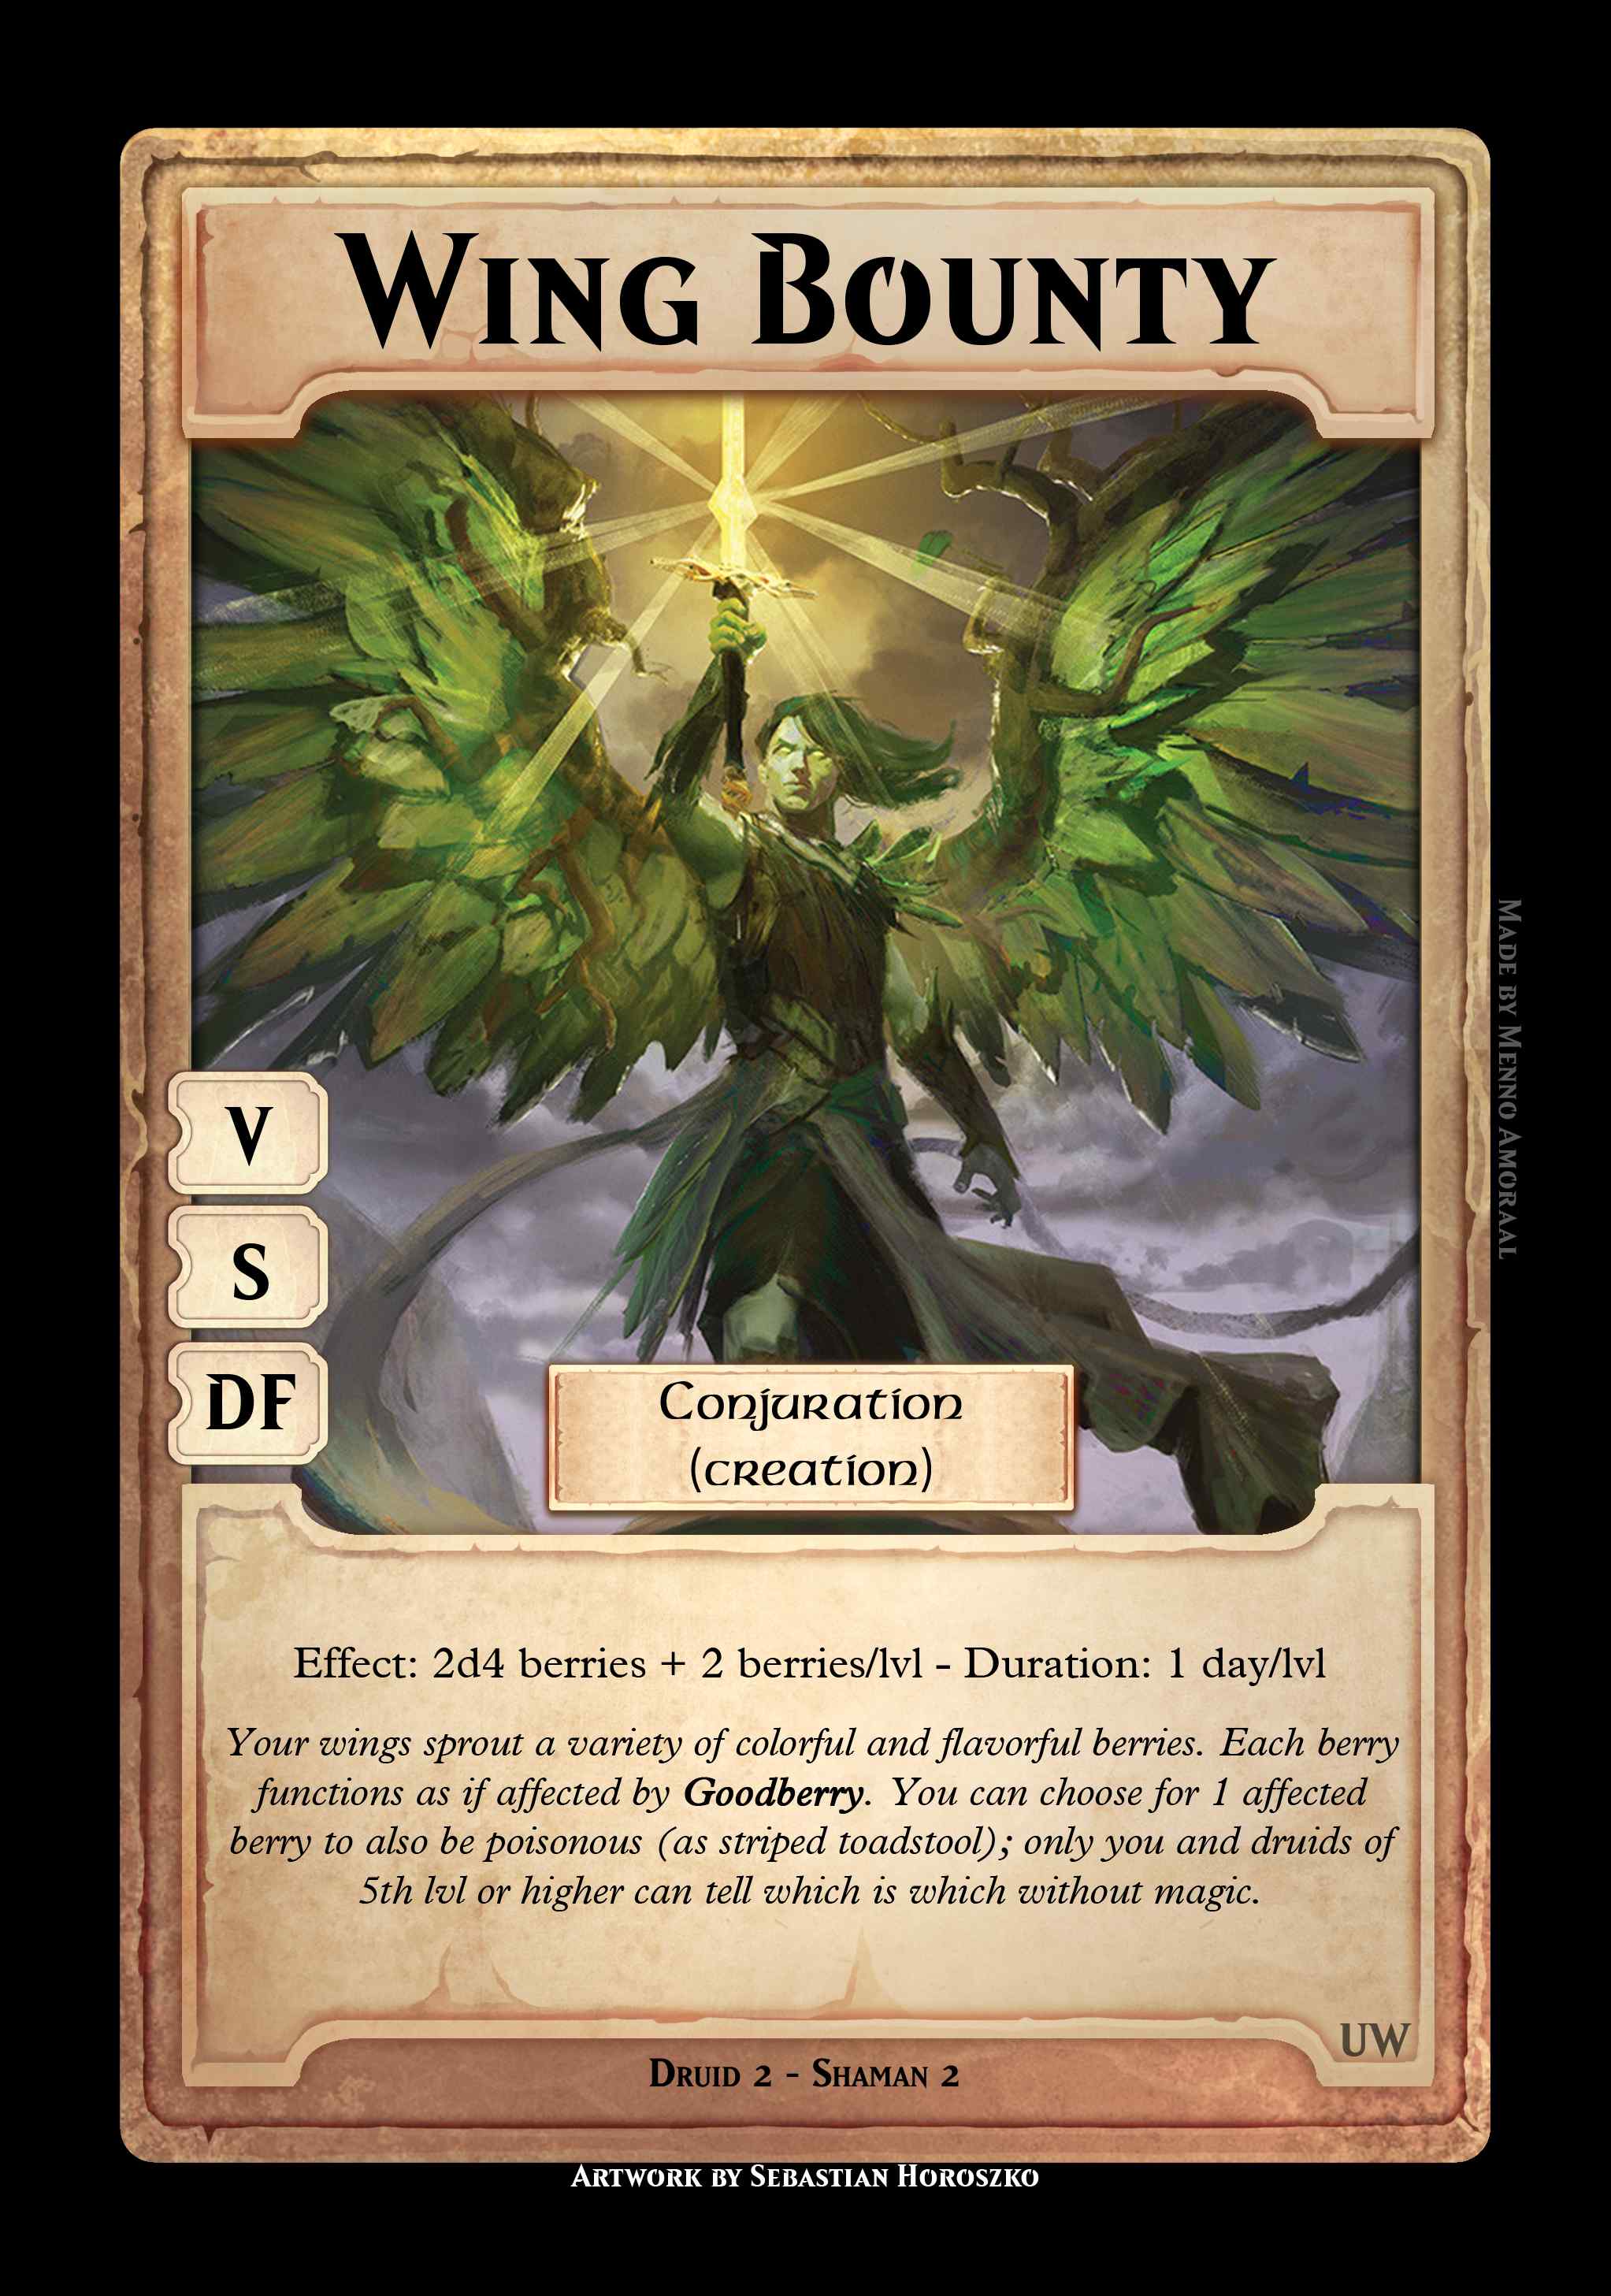 Wing Bounty
V
S
DF
Conjuration
(creation)
Effect: 2d4 berries + 2 berries/lvl - Duration: 1 day/lvl
Your wings sprout a variety of colorful and flavorful berries. Each berry
functions as if affected by Goodberry. You can choose for 1 affected
berry to also be poisonous (as striped toadstool); only you and druids of
5th lvl or higher can tell which is which without magic.
UW
Druid 2 - Shaman 2
Artwork by Sebastian Horoszko
Made by Menno Amoraal